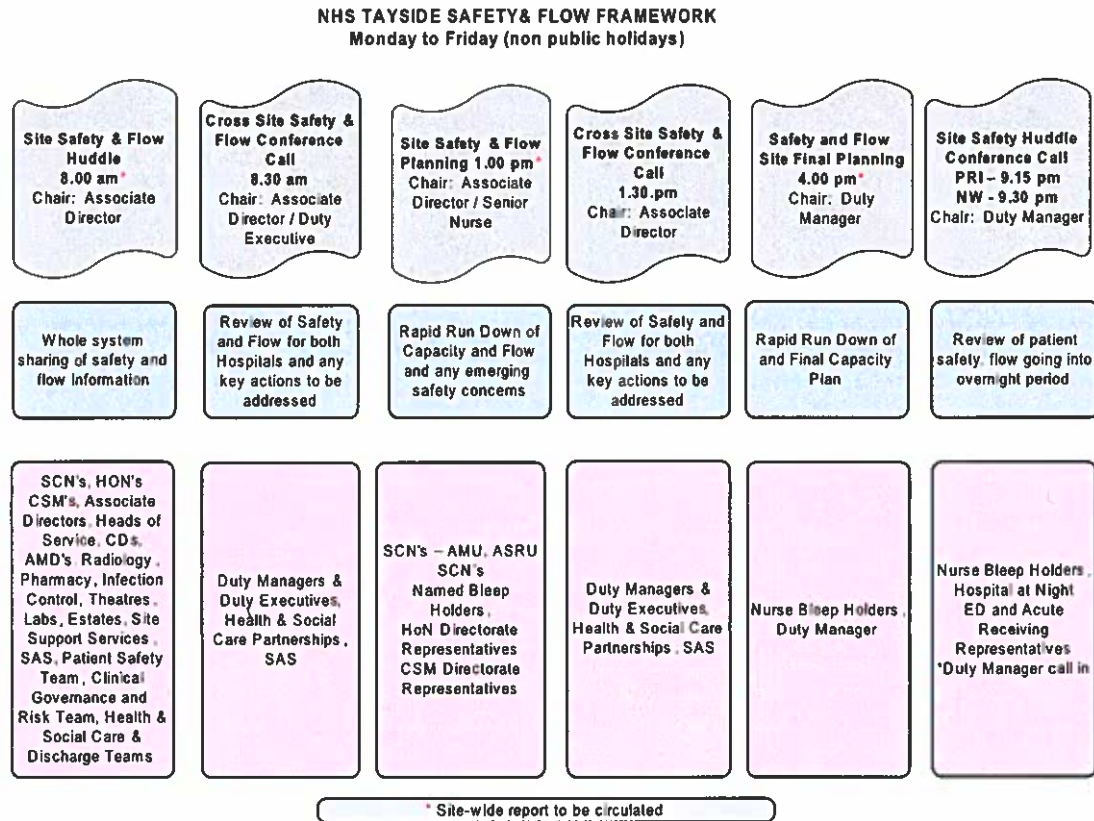 NHS TAYSIDE SAFETY& FLOW FRAMEWORK
Monday to Friday (non public holidays)
Site Safety & Flow
Huddle
8.00 am*
Chair: Associate
Director
Cross Site Safety &
Flow Conference
Call
8.30 am
Chair: Associate
Director / Duty
Executive
Site Safety & Flow
Planning 1.00 pm*
Chair: Associate
Director / Senior
Nurse
Cross Site Safety &
Flow Conference
Call
1.30.pm
Chair: Associate
Director
Safety and Flow
Site Final Planning
4.00 pm*
Chair: Duty
Manager
Site Safety Huddle
Conference Call
PRI – 9.15 pm
NW - 9.30 pm
Chair: Duty Manager
Whole system
sharing of safety and
flow Information
Review of Safety
and Flow for both
Hospitals and any
key actions to be
addressed
Rapid Run Down of
Capacity and Flow
and any emerging
safety concerns
Review of Safety and
Flow for both
Hospitals and any
key actions to be
addressed
Rapid Run Down of
and Final Capacity
Plan
Review of patient
safety, flow going into
overnight period
SCN's, HON's
CSM's, Associate
Directors, Heads of
Service, CDs,
AMD's, Radiology,
Pharmacy, Infection
Control, Theatres,
Labs, Estates, Site
Support Services,
SAS, Patient Safety
Team, Clinical
Governance and
Risk Team, Health &
Social Care &
Discharge Teams
Duty Managers &
Duty Executives,
Health & Social
Care Partnerships,
SAS
SCN's – AMU, ASRU
SCN's
Named Bleep
Holders,
HoN Directorate
Representatives
CSM Directorate
Representatives
Duty Managers &
Duty Executives,
Health & Social Care
Partnerships, SAS
Nurse Bleep Holders,
Duty Manager
Nurse Bleep Holders,
Hospital at Night
ED and Acute
Receiving
Representatives
*Duty Manager call in
* Site-wide report to be circulated